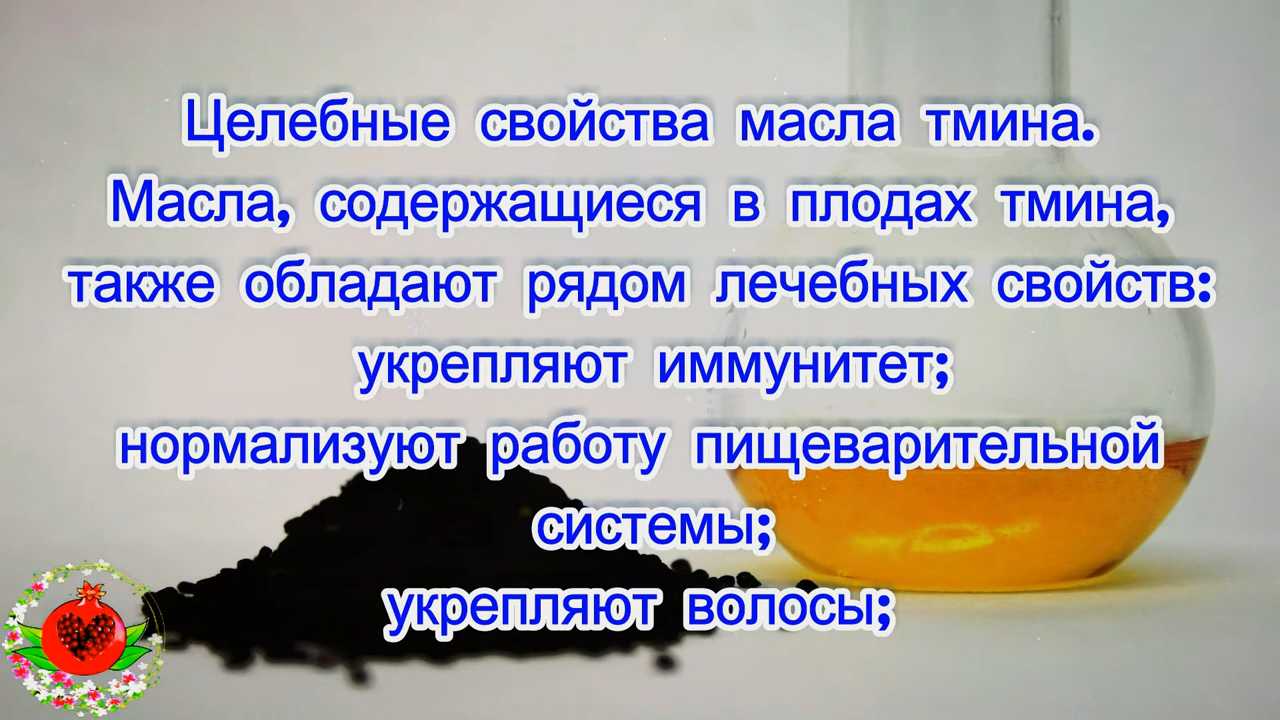 Целебные свойства масла тмина.
Масла, содержащиеся в плодах тмина,
также обладают рядом лечебных свойств:
укрепляют иммунитет;
нормализуют работу пищеварительной
системы;
укрепляют волосы;